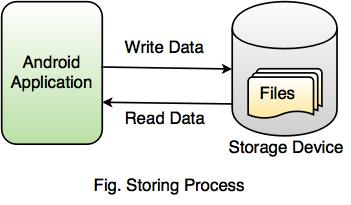 Android
Application
Write Data
Read Data
Files
Storage Device
Fig. Storing Process